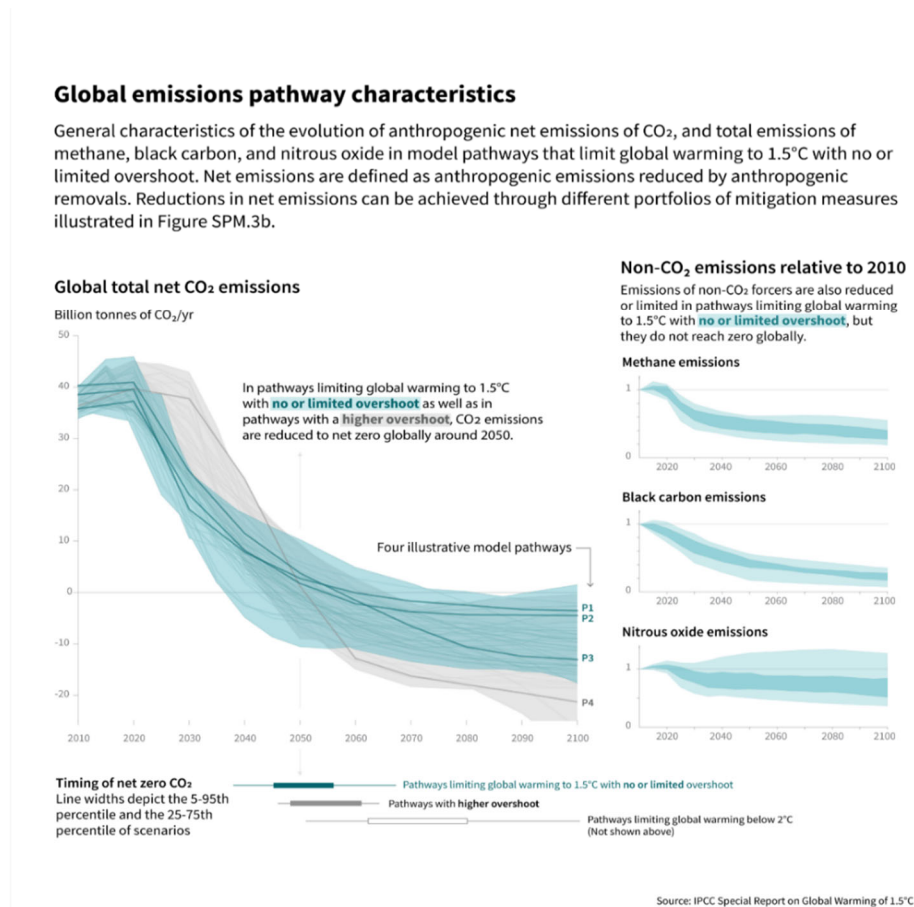 Global emissions pathway characteristics
General characteristics of the evolution of anthropogenic net emissions of CO₂, and total emissions of
methane, black carbon, and nitrous oxide in model pathways that limit global warming to 1.5°C with no or
limited overshoot. Net emissions are defined as anthropogenic emissions reduced by anthropogenic
removals. Reductions in net emissions can be achieved through different portfolios of mitigation measures
illustrated in Figure SPM.3b.
Global total net CO₂ emissions
Billion tonnes of CO₂/yr
50
40
30
20
10
0
-10
-20
2010 2020 2030 2040 2050 2060 2070 2080 2090 2100
In pathways limiting global warming to 1.5°C
with no or limited overshoot as well as in
pathways with a higher overshoot, CO₂ emissions
are reduced to net zero globally around 2050.
Four illustrative model pathways
P1
P2
P3
P4
Non-CO₂ emissions relative to 2010
Emissions of non-CO₂ forcers are also reduced
or limited in pathways limiting global warming
to 1.5°C with no or limited overshoot, but
they do not reach zero globally.
Methane emissions
1
0
2020 2040 2060 2080 2100
Black carbon emissions
1
0
2020 2040 2060 2080 2100
Nitrous oxide emissions
1
0
2020 2040 2060 2080 2100
Timing of net zero CO₂
Line widths depict the 5-95th
percentile and the 25-75th
percentile of scenarios
Pathways limiting global warming to 1.5°C with no or limited overshoot
Pathways with higher overshoot
Pathways limiting global warming below 2°C
(Not shown above)
Source: IPCC Special Report on Global Warming of 1.5°C